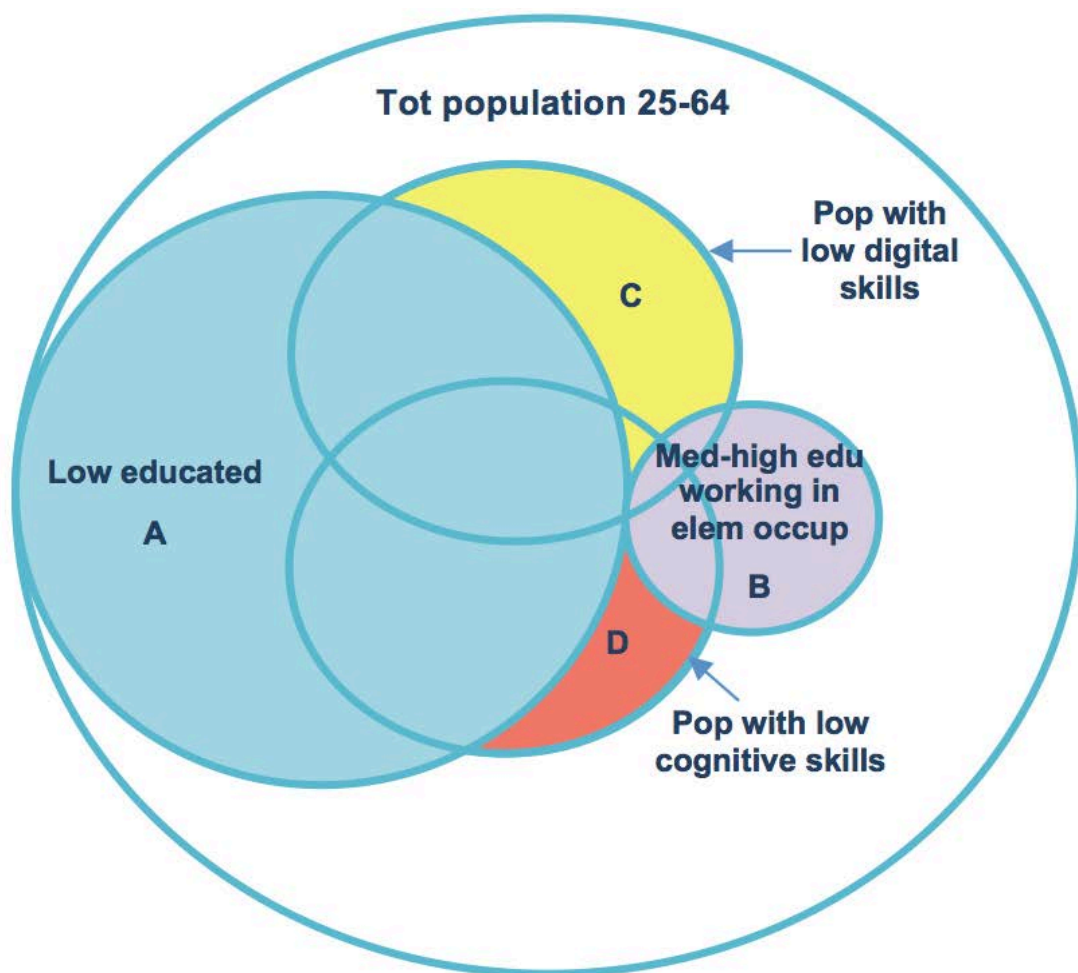 Tot population 25-64
Pop with
low digital
skills
C
Low educated
A
Med-high edu
working in
elem occup
B
D
Pop with low
cognitive skills